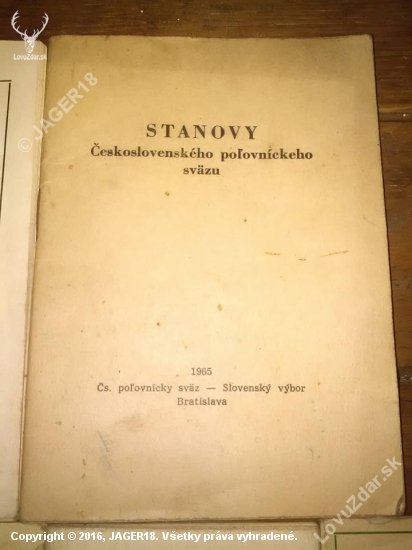 LovuZdar.sk
© JAGER18
STANOVY
Československého poľovníckeho
sväzu
1965
Čs. poľovnícky sväz — Slovenský výbor
Bratislava
LovuZdar.sk
Copyright © 2016, JAGER18. Všetky práva vyhradené.